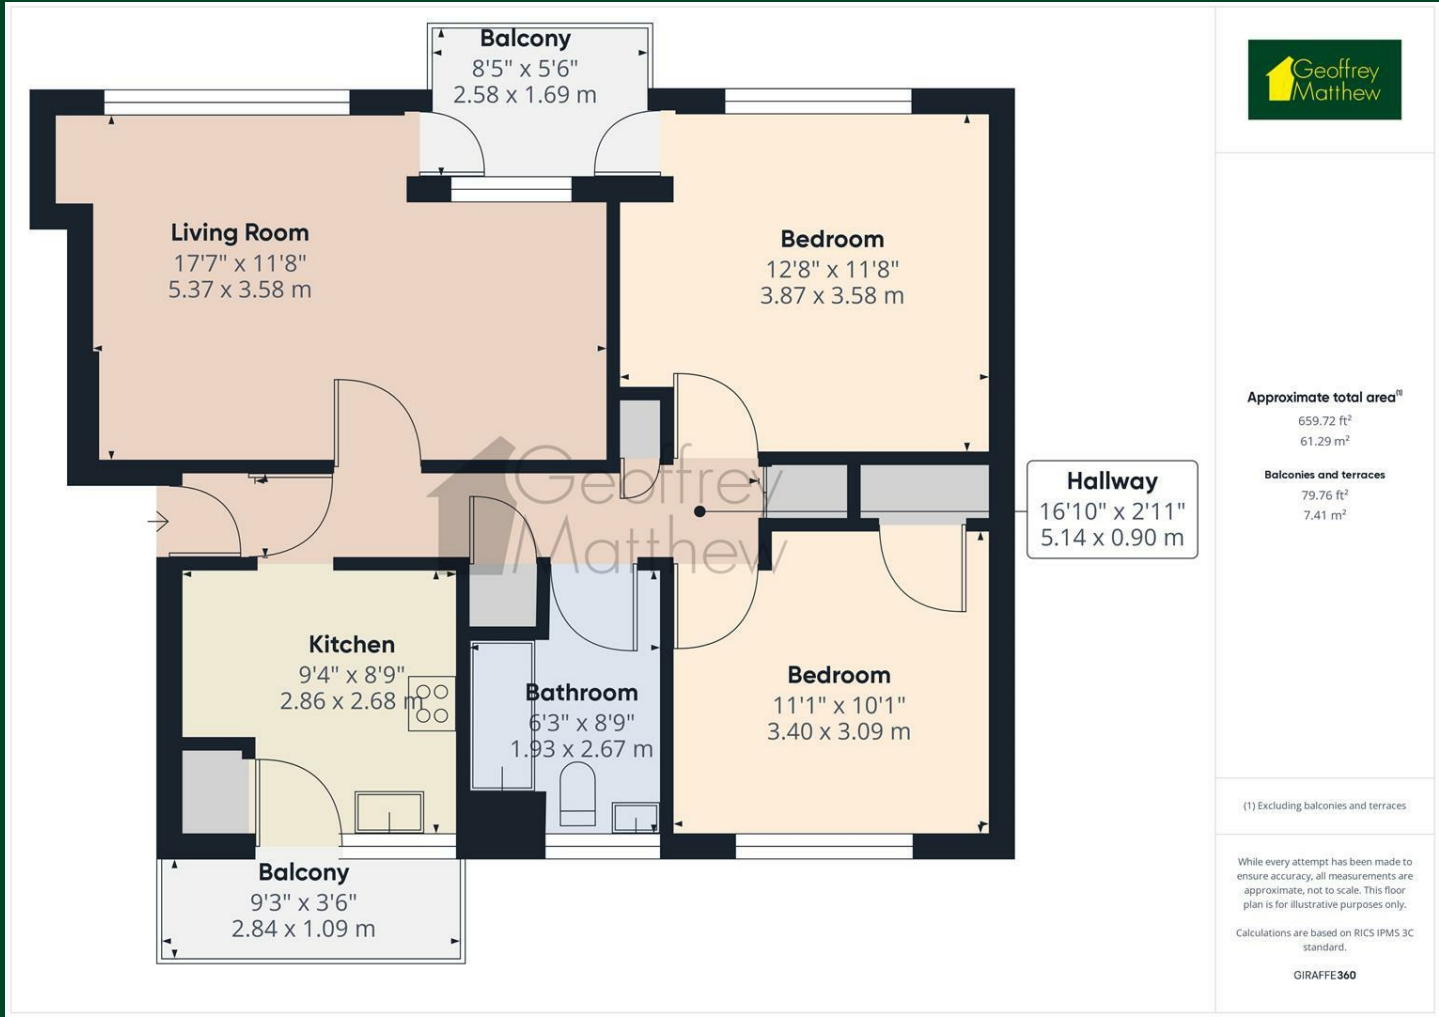 Balcony
8'5" x 5'6"
2.58 x 1.69 m
Geoffrey
Matthew
Living Room
17'7" x 11'8"
5.37 x 3.58 m
Bedroom
12'8" x 11'8"
3.87 x 3.58 m
Approximate total area(1)
659.72 ft²
61.29 m²
Balconies and terraces
79.76 ft²
7.41 m²
Geoffrey
Matthew
Hallway
16'10" x 2'11"
5.14 x 0.90 m
Kitchen
9'4" x 8'9"
2.86 x 2.68 m
Bathroom
6'3" x 8'9"
1.93 x 2.67 m
Bedroom
11'1" x 10'1"
3.40 x 3.09 m
Balcony
9'3" x 3'6"
2.84 x 1.09 m
(1) Excluding balconies and terraces
While every attempt has been made to
ensure accuracy, all measurements are
approximate, not to scale. This floor
plan is for illustrative purposes only.
Calculations are based on RICS IPMS 3C
standard.
GIRAFFE360